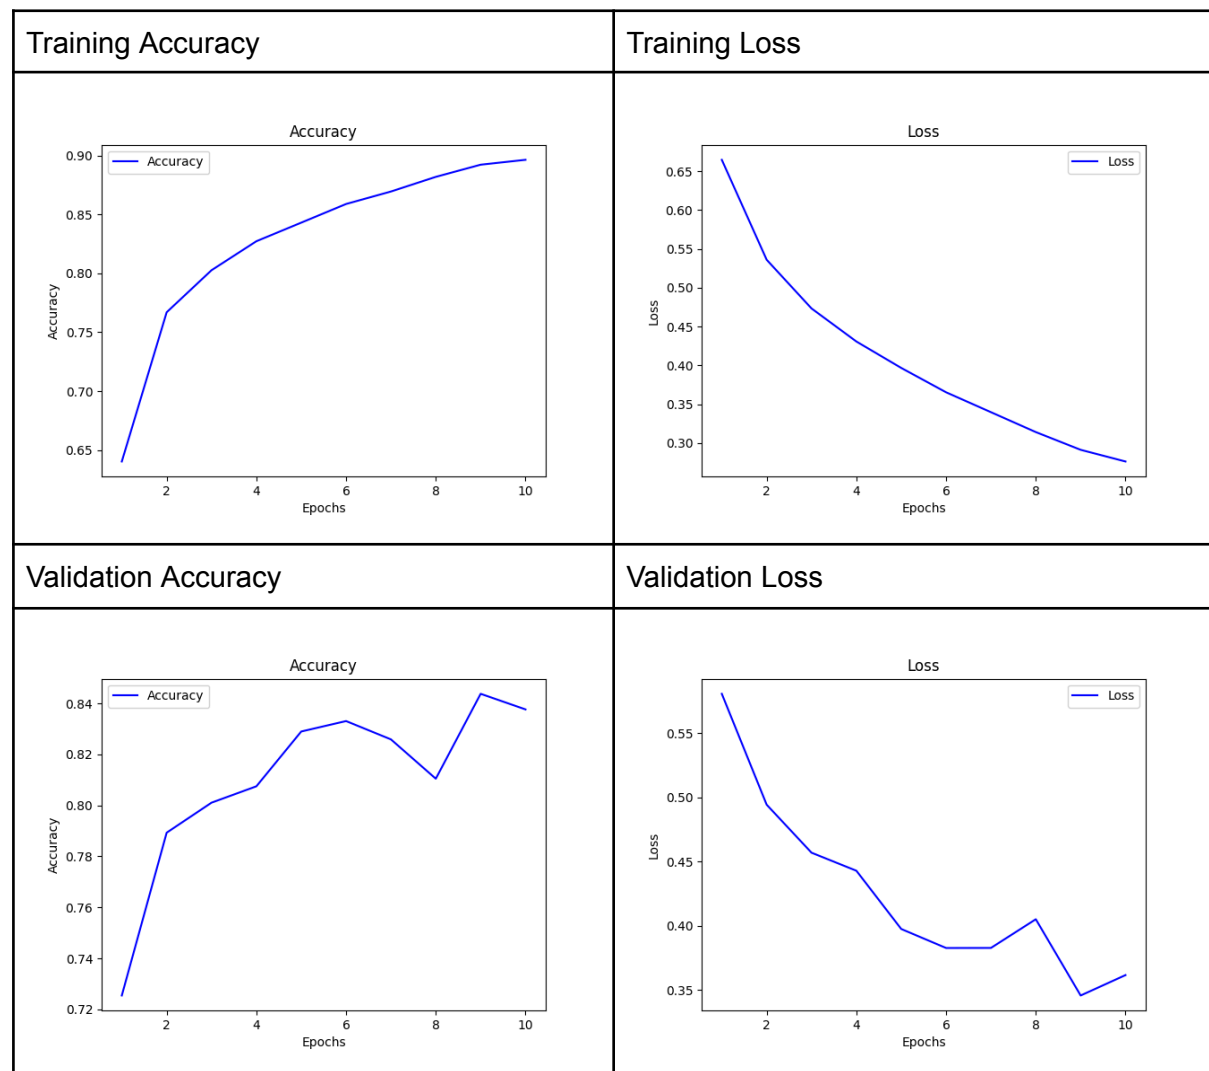 Training Accuracy
Training Loss
Accuracy
Accuracy
0.90
0.85
0.80
0.75
0.70
0.65
Accuracy
2 4 6 8 10
Epochs
Loss
Loss
0.65
0.60
0.55
0.50
0.45
0.40
0.35
0.30
Loss
2 4 6 8 10
Epochs
Validation Accuracy
Validation Loss
Accuracy
Accuracy
0.84
0.82
0.80
0.78
0.76
0.74
0.72
Accuracy
2 4 6 8 10
Epochs
Loss
Loss
0.55
0.50
0.45
0.40
0.35
Loss
2 4 6 8 10
Epochs